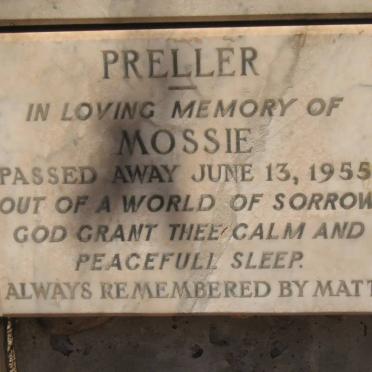 PRELLER
IN LOVING MEMORY OF
MOSSIE
PASSED AWAY JUNE 13, 1955
OUT OF A WORLD OF SORROW
GOD GRANT THEE CALM AND
PEACEFULL SLEEP.
ALWAYS REMEMBERED BY MATT